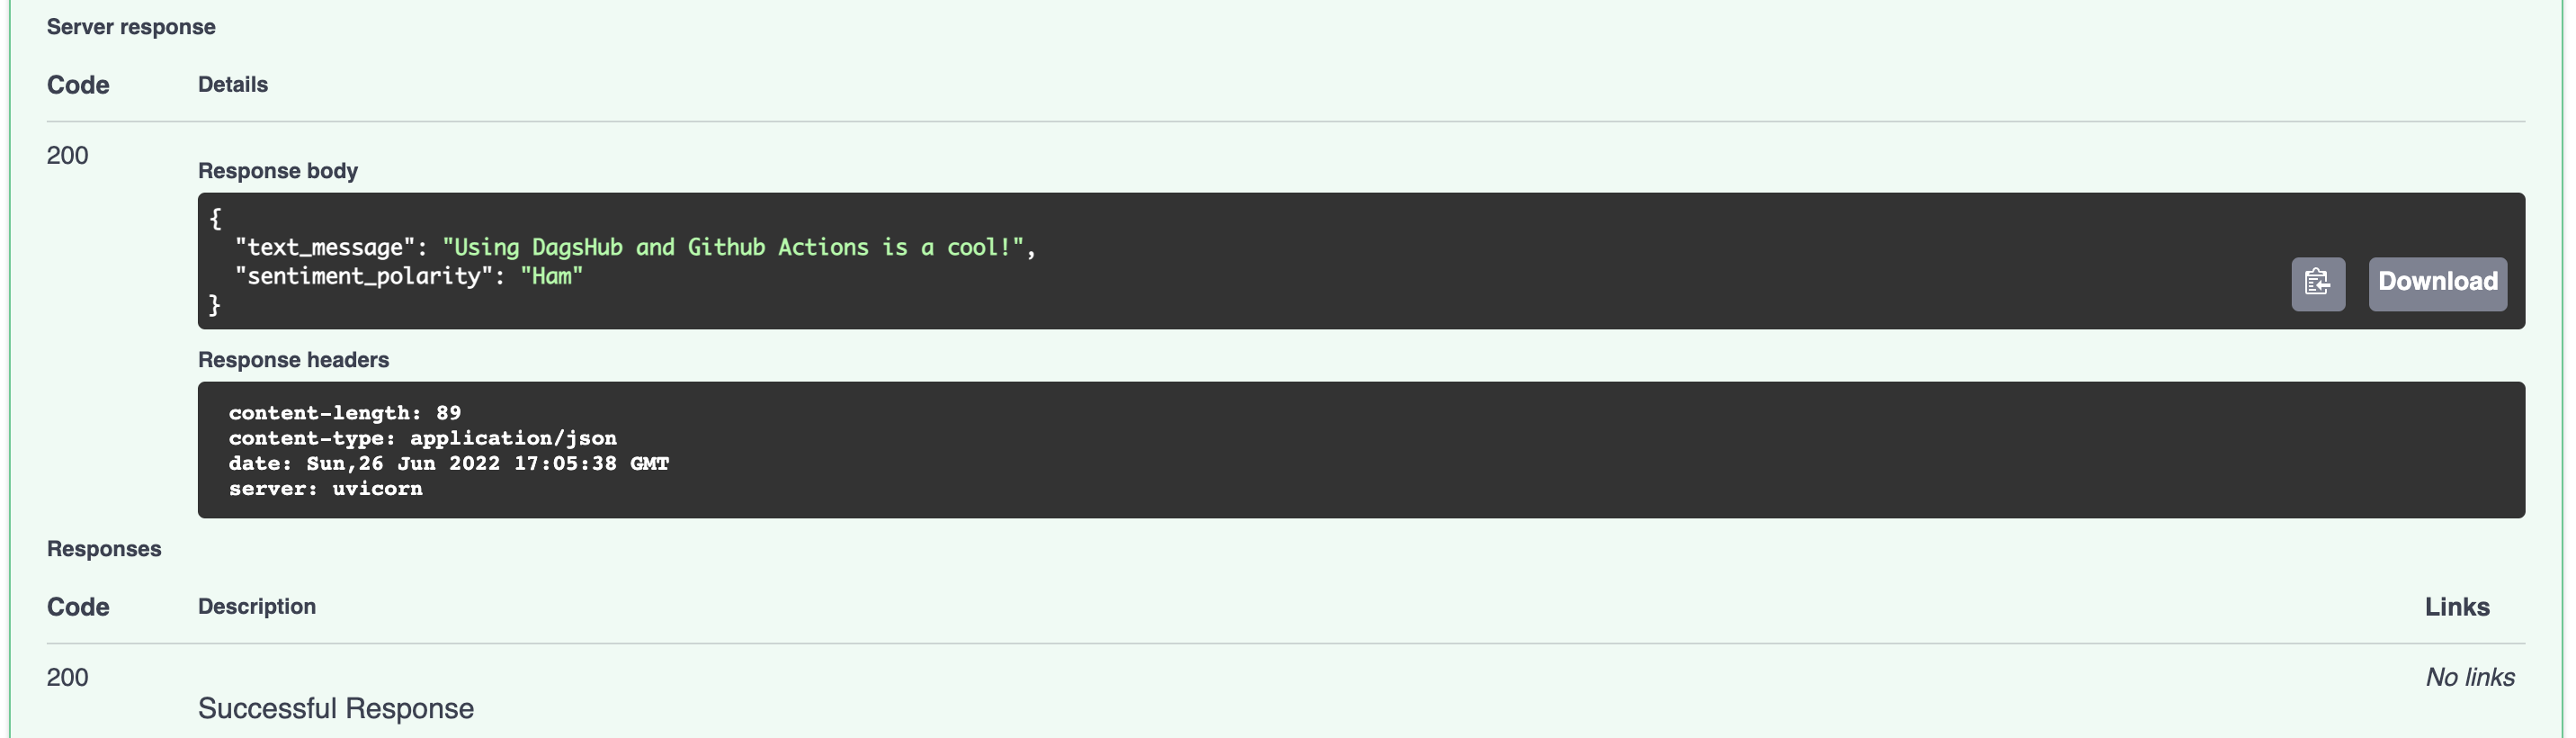 Server response
Code Details
200
Response body
{
"text_message": "Using DagsHub and Github Actions is a cool!",
"sentiment_polarity": "Ham"
}
Download
Response headers
content-length: 89
content-type: application/json
date: Sun,26 Jun 2022 17:05:38 GMT
server: uvicorn
Responses
Code Description Links
200 No links
Successful Response